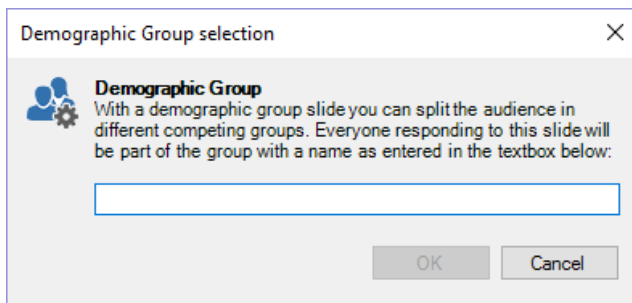 Demographic Group selection
Demographic Group
With a demographic group slide you can split the audience in
different competing groups. Everyone responding to this slide will
be part of the group with a name as entered in the textbox below:
OK
Cancel